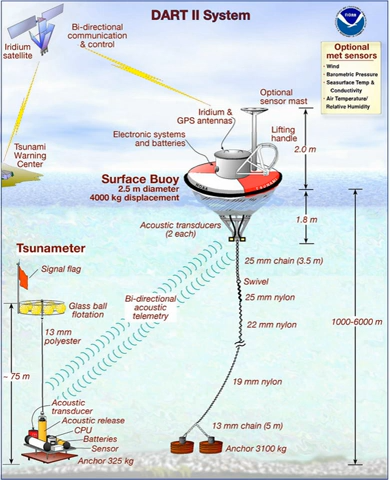 DART II System
Bi-directional
communication
& control
Iridium
satellite
NOAA
Optional
met sensors
· Wind
· Barometric Pressure
· Seasurface Temp &
Conductivity
· Air Temperature/
Relative Humidity
Optional
sensor mast
Iridium &
GPS antennas
Electronic systems
and batteries
Lifting
handle
2.0 m
Tsunami
Warning
Center
Surface Buoy
2.5 m diameter
4000 kg displacement
1.8 m
Acoustic transducers
(2 each)
Tsunameter
Signal flag
25 mm chain (3.5 m)
Swivel
25 mm nylon
Bi-directional
acoustic
telemetry
Glass ball
flotation
22 mm nylon
1000-6000 m
13 mm
polyester
~ 75 m
19 mm nylon
Acoustic
transducer
Acoustic release
CPU
Batteries
Sensor
Anchor 325 kg
13 mm chain (5 m)
Anchor 3100 kg